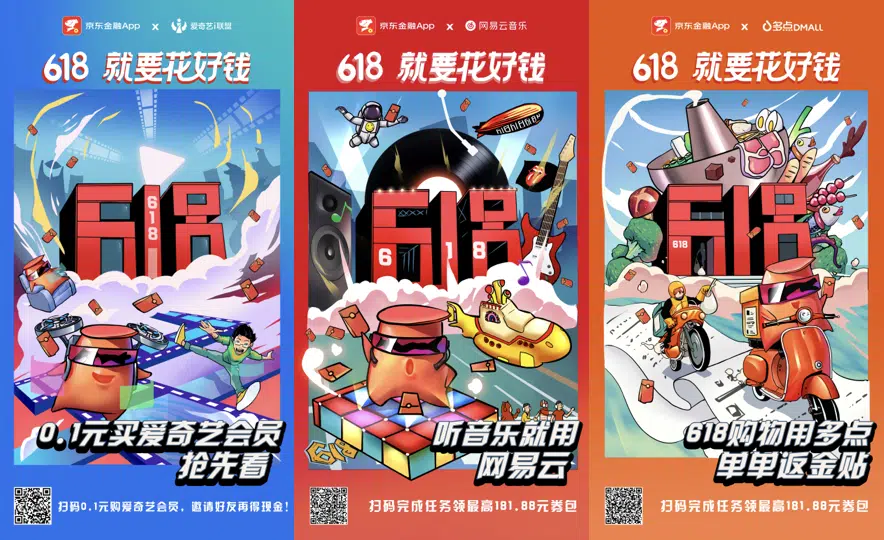 京东金融App x 爱奇艺i联盟
618 就要花好钱
618
618
0.1元买爱奇艺会员
抢先看
扫码0.1元购爱奇艺会员，邀请好友再得现金！
京东金融App x 网易云音乐
618 就要花好钱
618
6 1 8
618
听音乐就用
网易云
扫码完成任务领最高181.88元券包
京东金融App x 多点DMALL
618 就要花好钱
618
618
618购物用多点
单单返金贴
扫码完成任务领最高181.88元券包